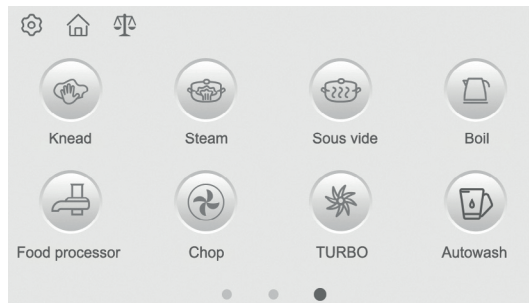 Knead
Steam
Sous vide
Boil
Food processor
Chop
TURBO
Autowash